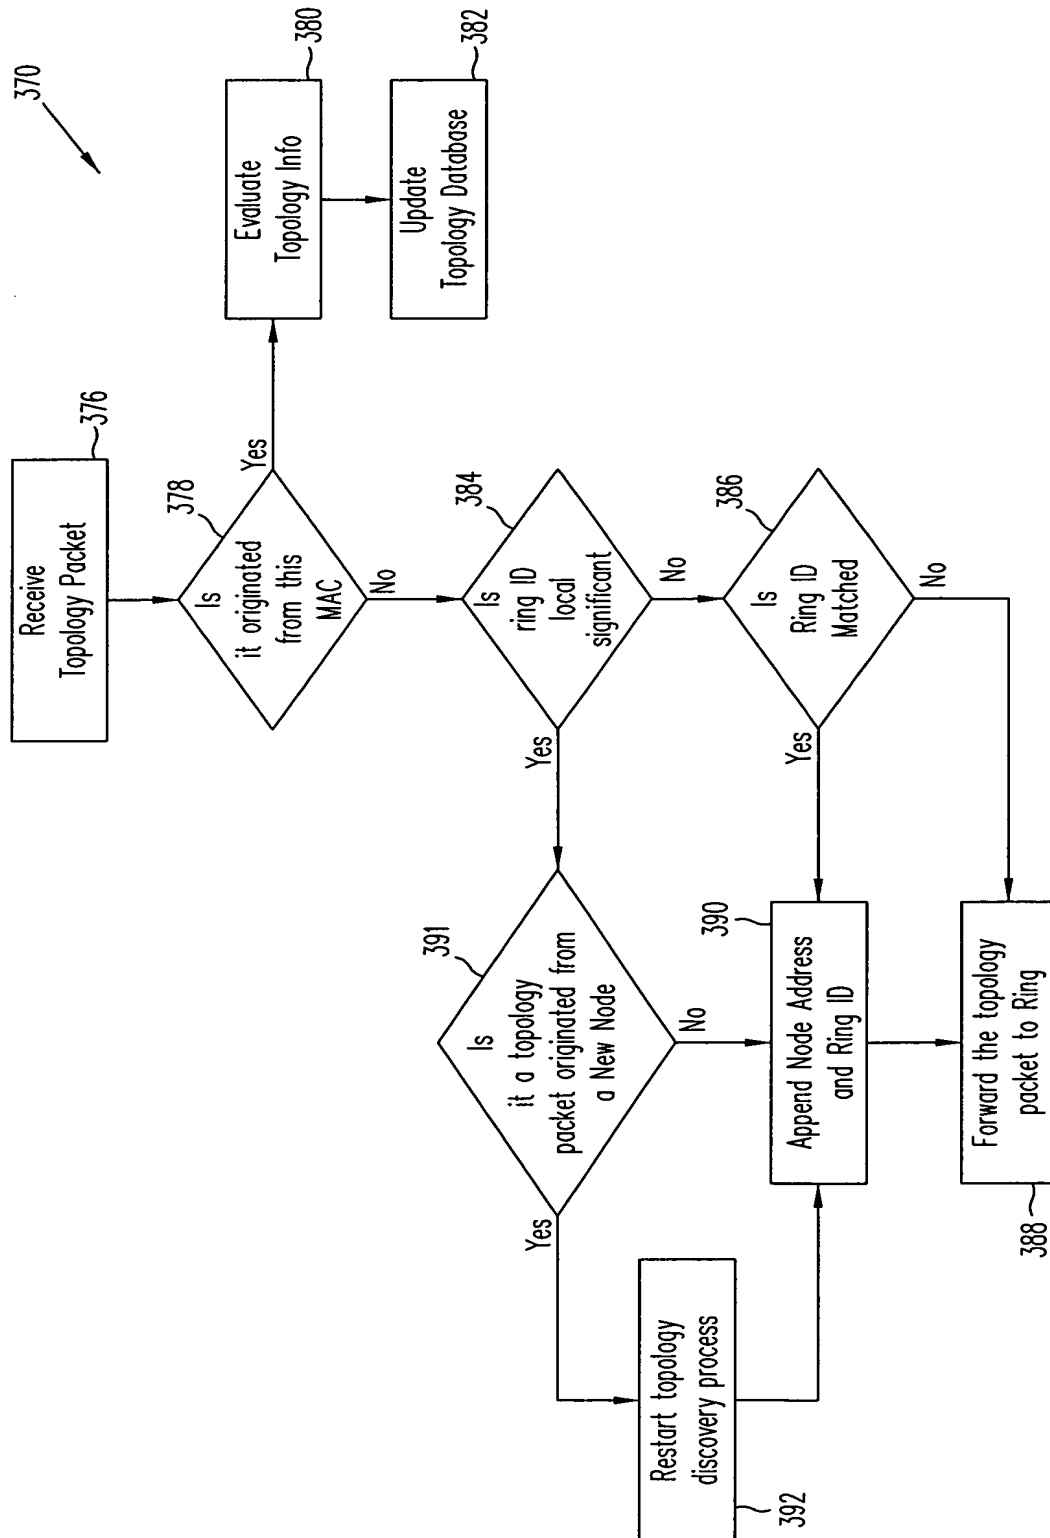 370
Receive
Topology Packet
376
Is
it originated
from this
MAC
378
Yes
No
Evaluate
Topology Info
380
Update
Topology Database
382
Is
ring ID
local
significant
384
Yes
No
Is
Ring ID
Matched
386
Yes
No
Is
it a topology
packet originated from
a New Node
391
Yes
No
Restart topology
discovery process
392
Append Node Address
and Ring ID
390
Forward the topology
packet to Ring
388